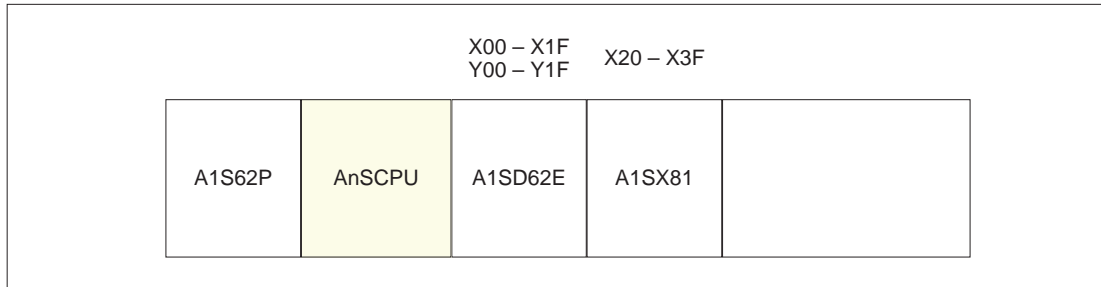 X00 – X1F
Y00 – Y1F
X20 – X3F
A1S62P
AnSCPU
A1SD62E
A1SX81